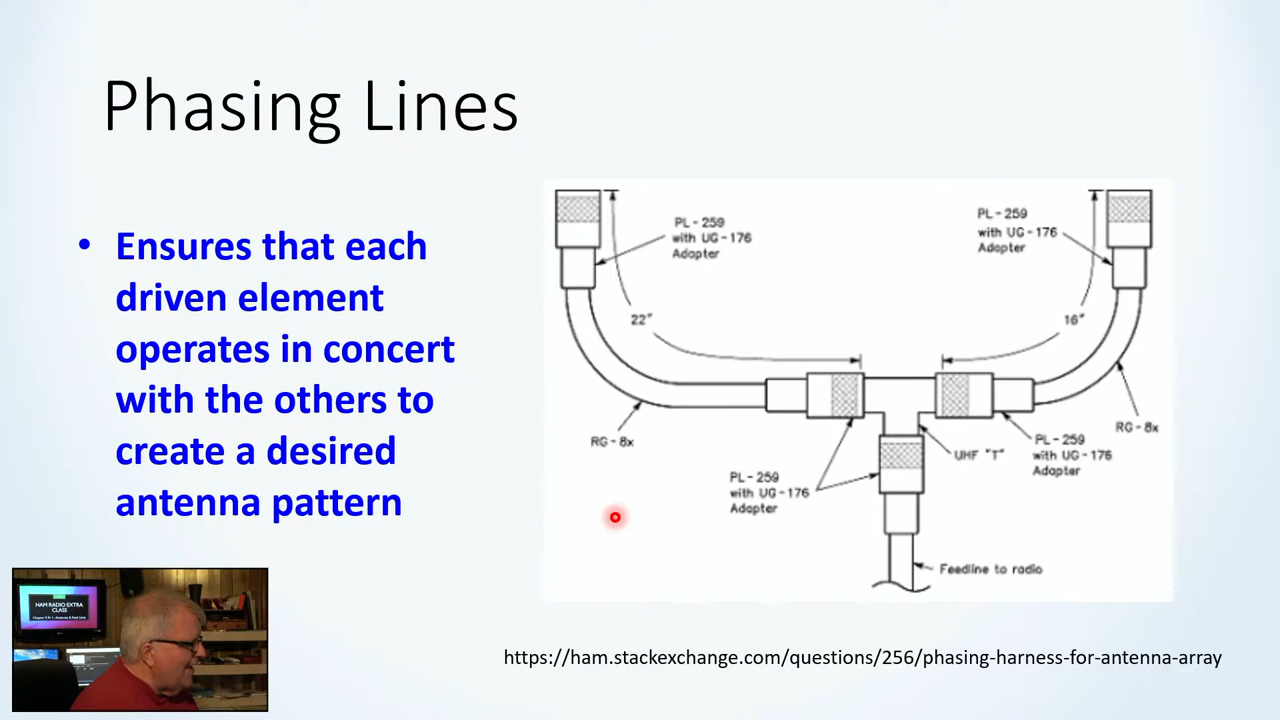 Phasing Lines
• Ensures that each
driven element
operates in concert
with the others to
create a desired
antenna pattern
PL-259
with UG-176
Adapter
PL-259
with UG-176
Adapter
22"
16"
RG-8x
RG-8x
UHF "T"
PL-259
with UG-176
Adapter
PL-259
with UG-176
Adapter
Feedline to radio
HAM RADIO EXTRA
CLASS
https://ham.stackexchange.com/questions/256/phasing-harness-for-antenna-array